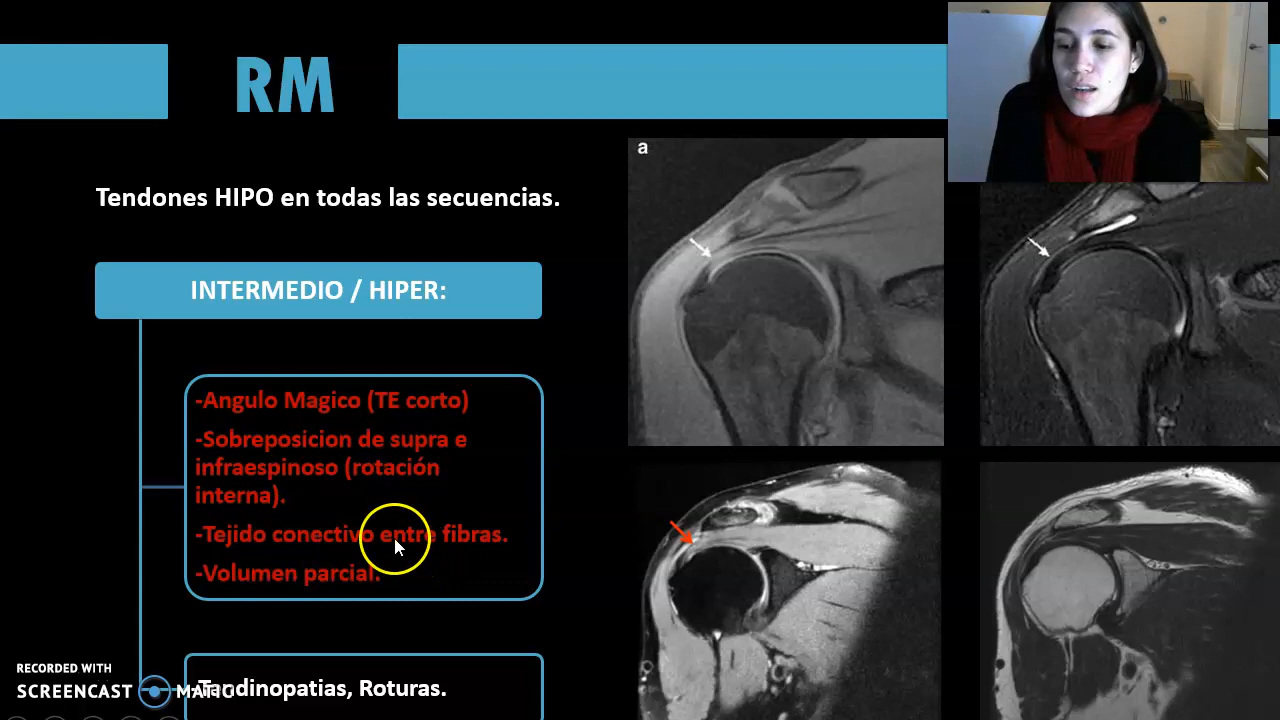 RM
a
Tendones HIPO en todas las secuencias.
INTERMEDIO / HIPER:
-Angulo Magico (TE corto)
-Sobreposicion de supra e
infraespinoso (rotación
interna).
-Tejido conectivo entre fibras.
-Volumen parcial.
-Tendinopatias, Roturas.
RECORDED WITH
SCREENCAST MATIC